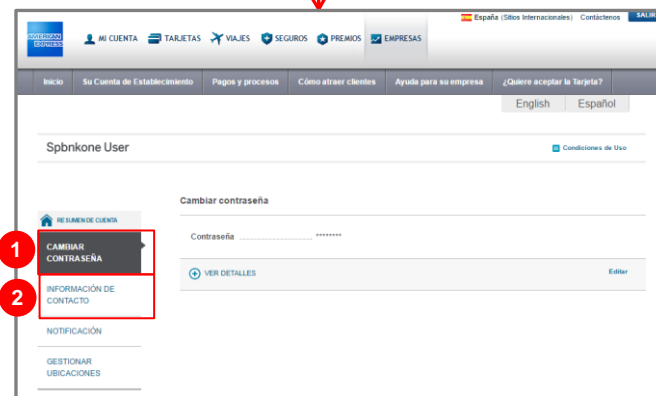 España (Sitios Internacionales) Contáctenos SALIR
AMERICAN EXPRESS
MI CUENTA TARJETAS VIAJES SEGUROS PREMIOS EMPRESAS
Inicio Su Cuenta de Establecimiento Pagos y procesos Cómo atraer clientes Ayuda para su empresa ¿Quiere aceptar la Tarjeta?
English Español
Spbnkone User Condiciones de Uso
Cambiar contraseña
RESUMEN DE CUENTA
1 CAMBIAR
CONTRASEÑA
Contraseña ................................ ********
VER DETALLES Editar
2 INFORMACIÓN DE
CONTACTO
NOTIFICACIÓN
GESTIONAR
UBICACIONES